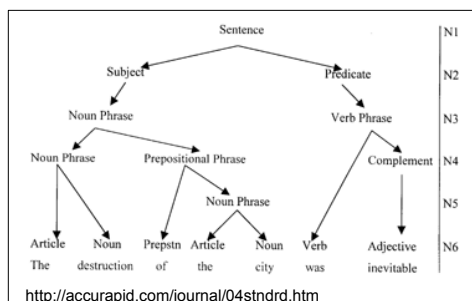 Sentence N1
Subject Predicate N2
Noun Phrase Verb Phrase N3
Noun Phrase Prepositional Phrase Complement N4
Noun Phrase N5
Article Noun Prepstn Article Noun Verb Adjective N6
The destruction of the city was inevitable
http://accurapid.com/journal/04stndrd.htm